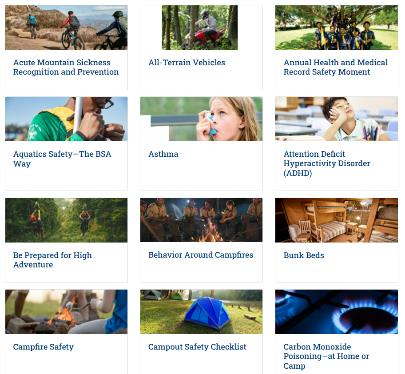 Acute Mountain Sickness
Recognition and Prevention
All-Terrain Vehicles
Annual Health and Medical
Record Safety Moment
Aquatics Safety—The BSA
Way
Asthma
Attention Deficit
Hyperactivity Disorder
(ADHD)
Be Prepared for High
Adventure
Behavior Around Campfires
Bunk Beds
Campfire Safety
Campout Safety Checklist
Carbon Monoxide
Poisoning—at Home or
Camp